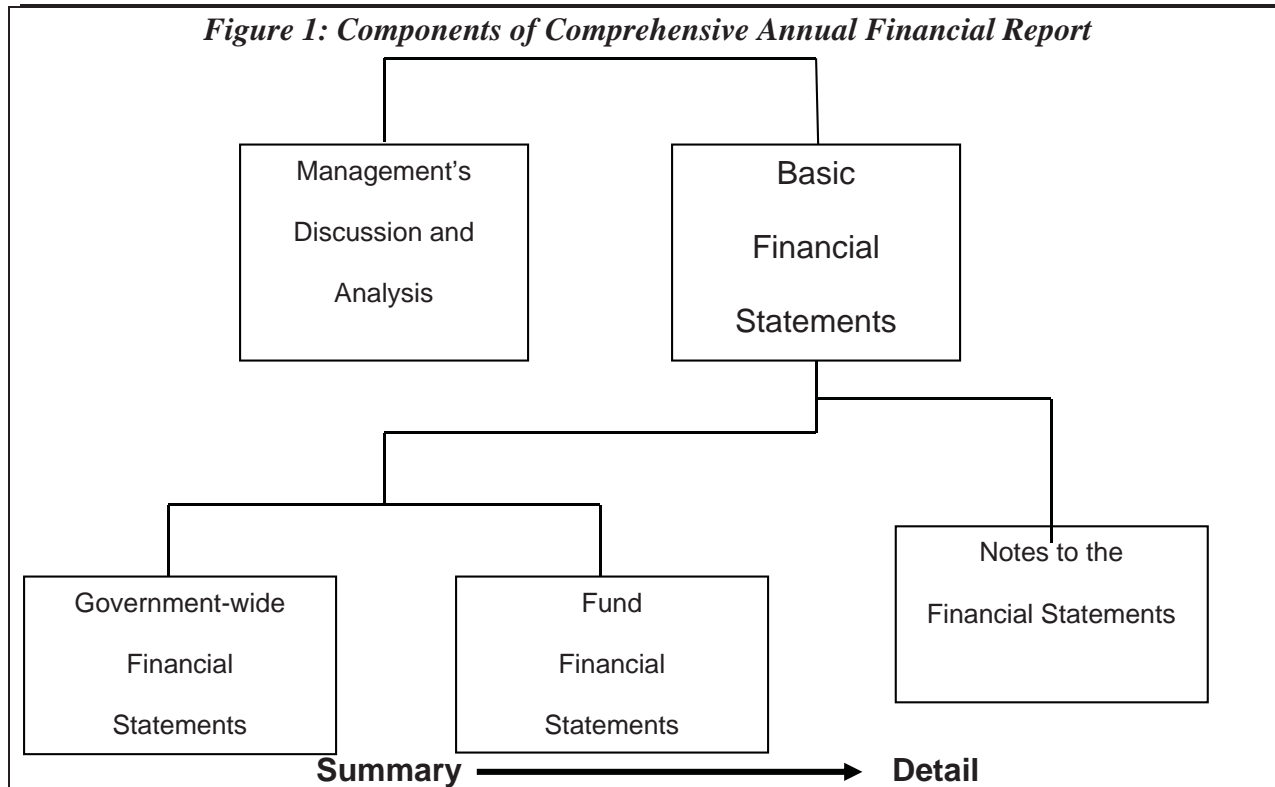 Figure 1: Components of Comprehensive Annual Financial Report
Management’s
Discussion and
Analysis
Basic
Financial
Statements
Government-wide
Financial
Statements
Fund
Financial
Statements
Notes to the
Financial Statements
Summary
Detail